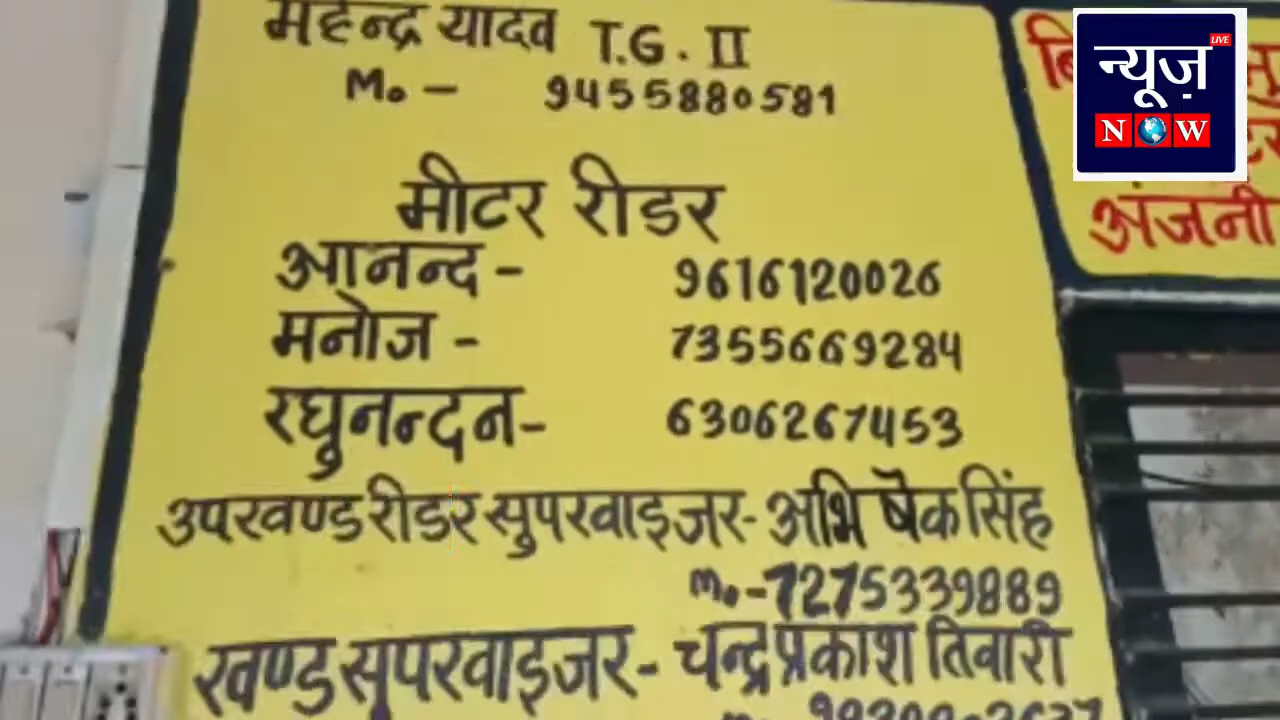 महेन्द्र यादव T.G. II
M. - 9455880581
मीटर रीडर
आनन्द - 9616120026
मनोज - 7355669284
रघुनन्दन - 6306267453
उपखण्ड रीडर सुपरवाइजर - अभिषेक सिंह
M. - 7275339889
खण्ड सुपरवाइजर - चन्द्र प्रकाश तिवारी
अंजनी
न्यूज़
LIVE
NOW